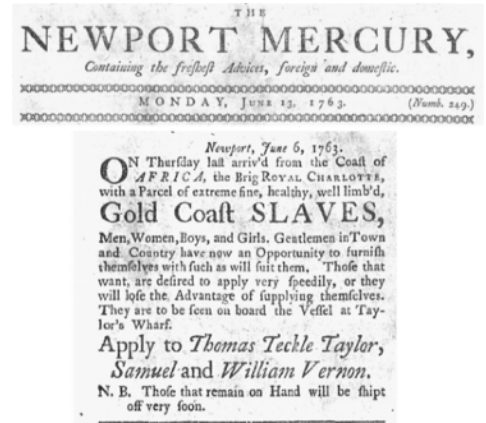 THE
NEWPORT MERCURY,
Containing the freſheſt Advices, foreign and domeſtic.
MONDAY, JUNE 13, 1763. (Numb. 249.)
Newport, June 6, 1763.
ON Thurſday laſt arriv'd from the Coaſt of
AFRICA, the Brig ROYAL CHARLOTTE,
with a Parcel of extreme fine, healthy, well limb'd,
Gold Coaſt SLAVES,
Men, Women, Boys, and Girls. Gentlemen in Town
and Country have now an Opportunity to furniſh
themſelves with ſuch as will ſuit them. Thoſe that
want, are deſired to apply very ſpeedily, or they
will loſe the Advantage of ſupplying themſelves.
They are to be ſeen on board the Veſſel at Tay-
lor's Wharf.
Apply to Thomas Teckle Taylor,
Samuel and William Vernon.
N. B. Thoſe that remain on Hand will be ſhipt
off very ſoon.